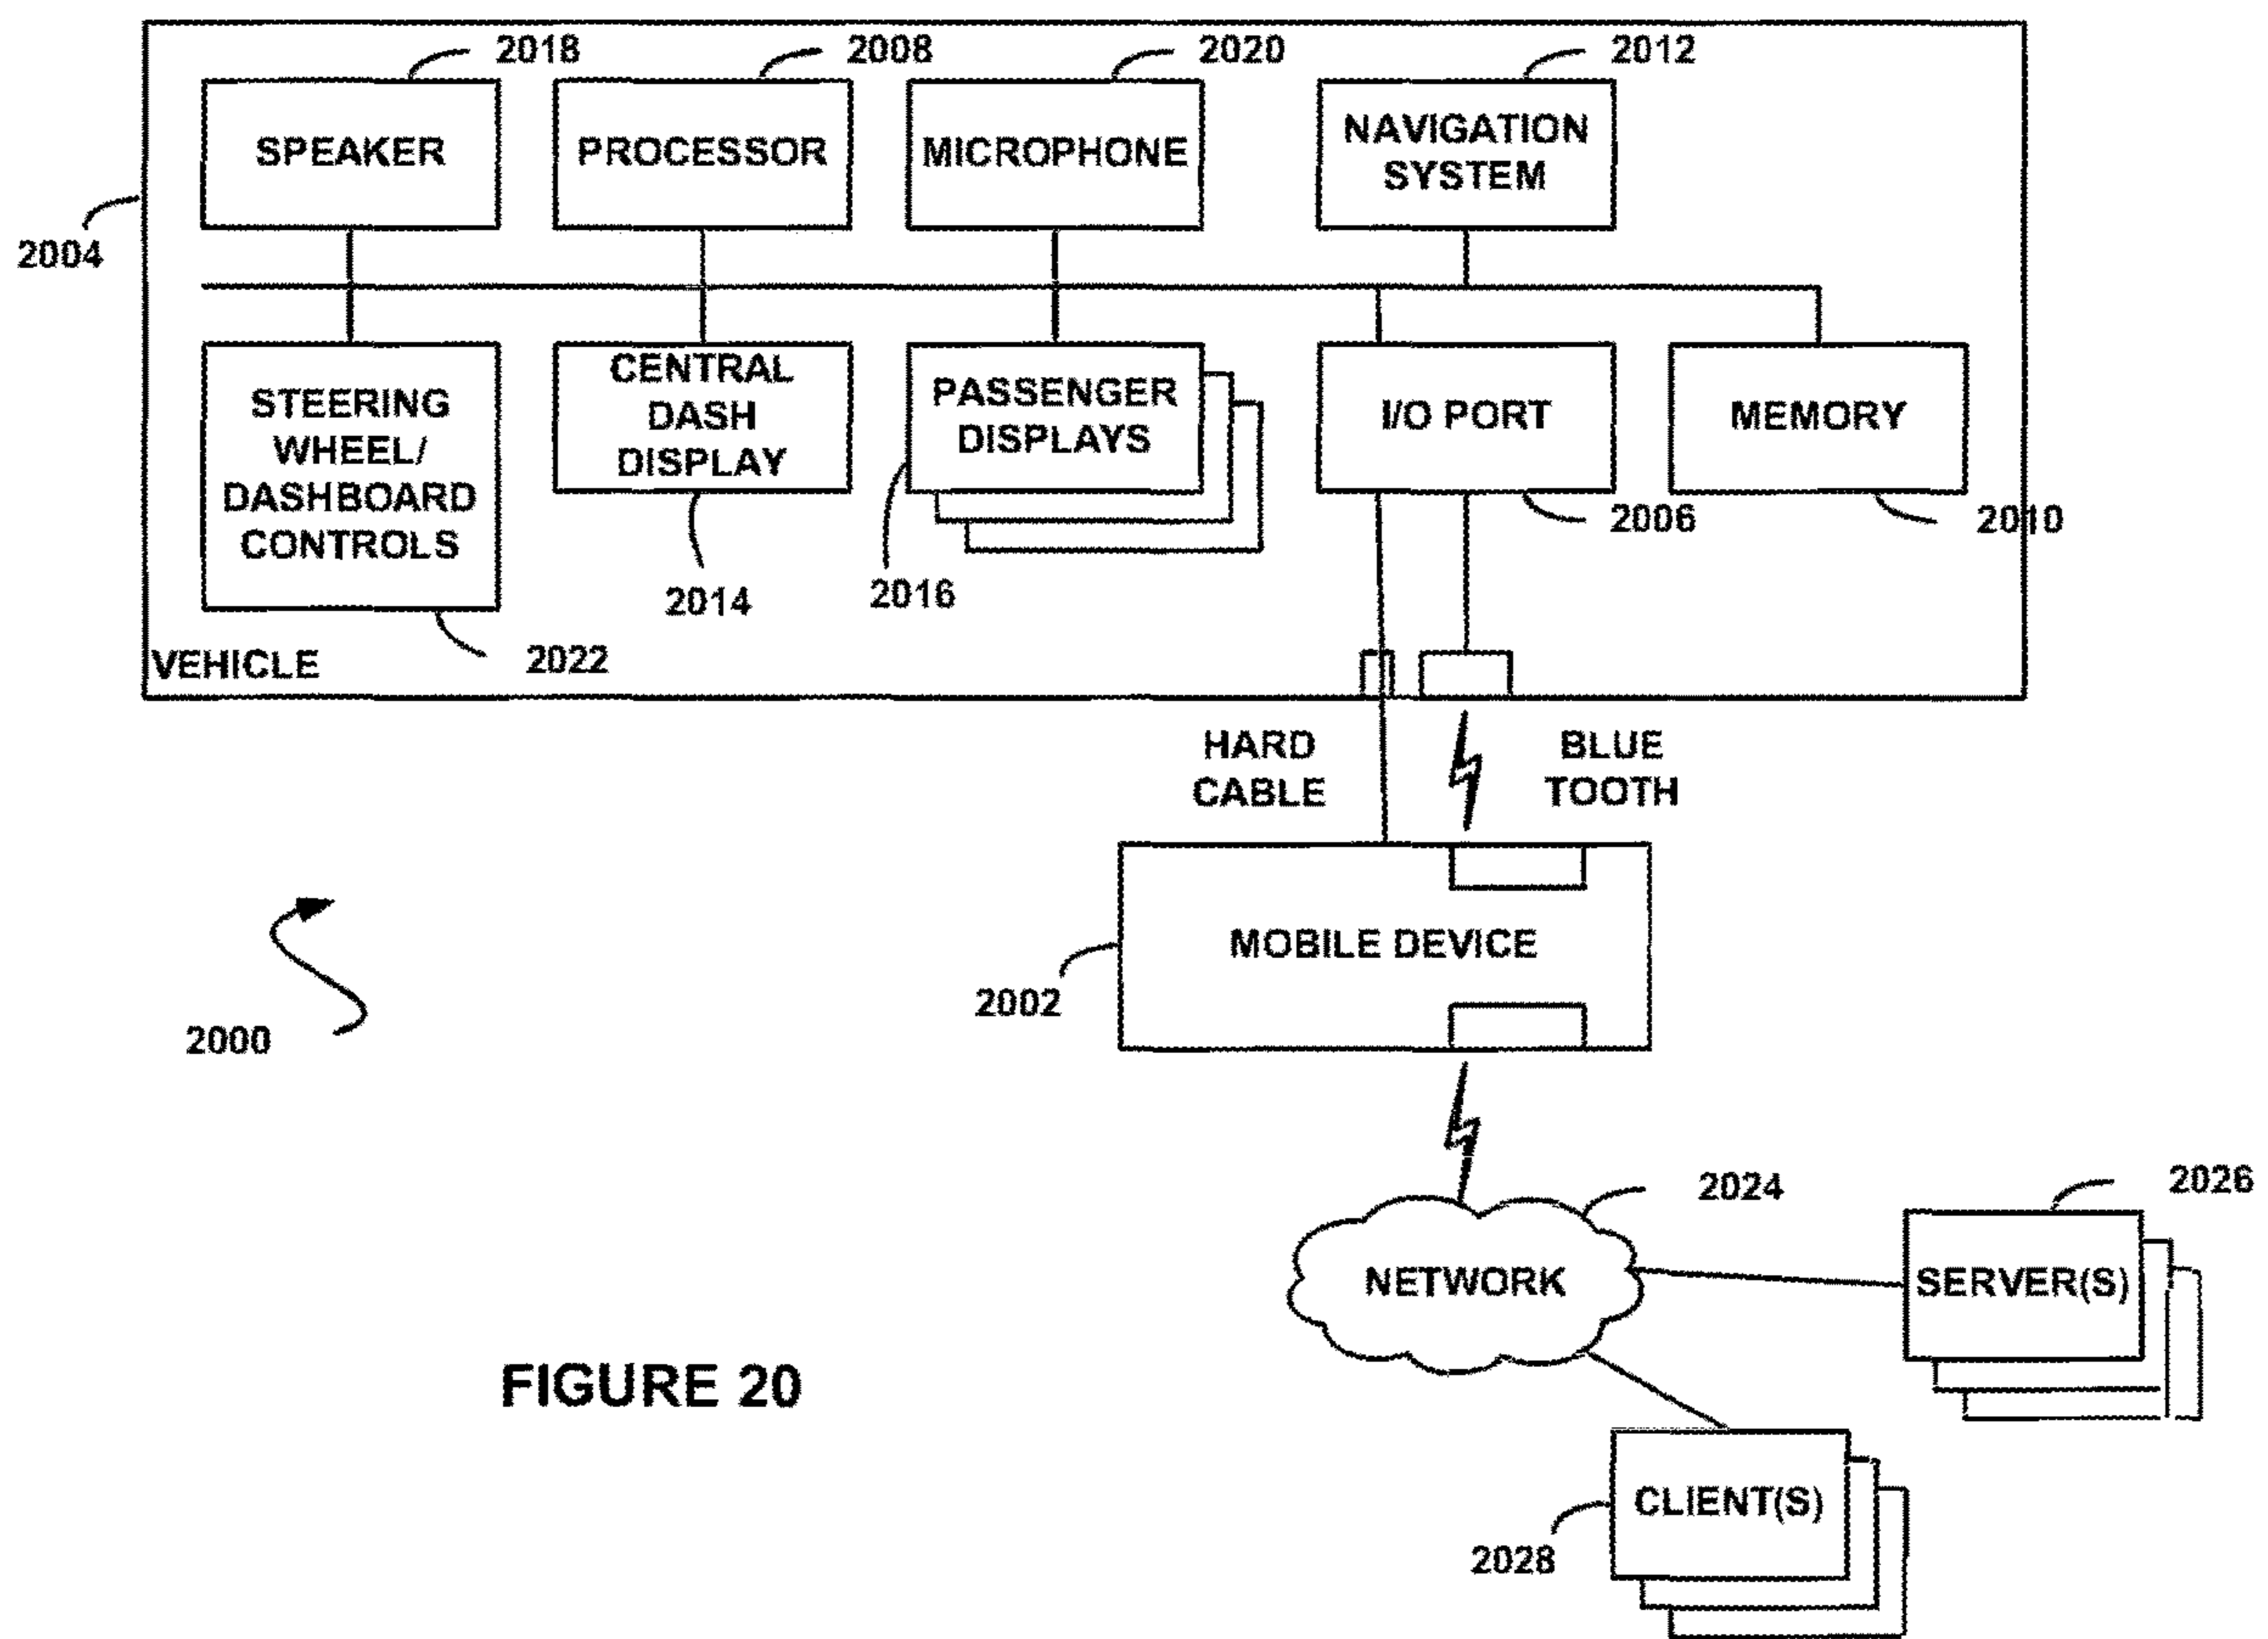 2018
2008
2020
2012
SPEAKER
PROCESSOR
MICROPHONE
NAVIGATION
SYSTEM
2004
STEERING
WHEEL/
DASHBOARD
CONTROLS
CENTRAL
DASH
DISPLAY
PASSENGER
DISPLAYS
I/O PORT
MEMORY
2006
2010
2014
2016
2022
VEHICLE
HARD
CABLE
BLUE
TOOTH
MOBILE DEVICE
2002
2000
2024
2026
NETWORK
SERVER(S)
FIGURE 20
CLIENT(S)
2028